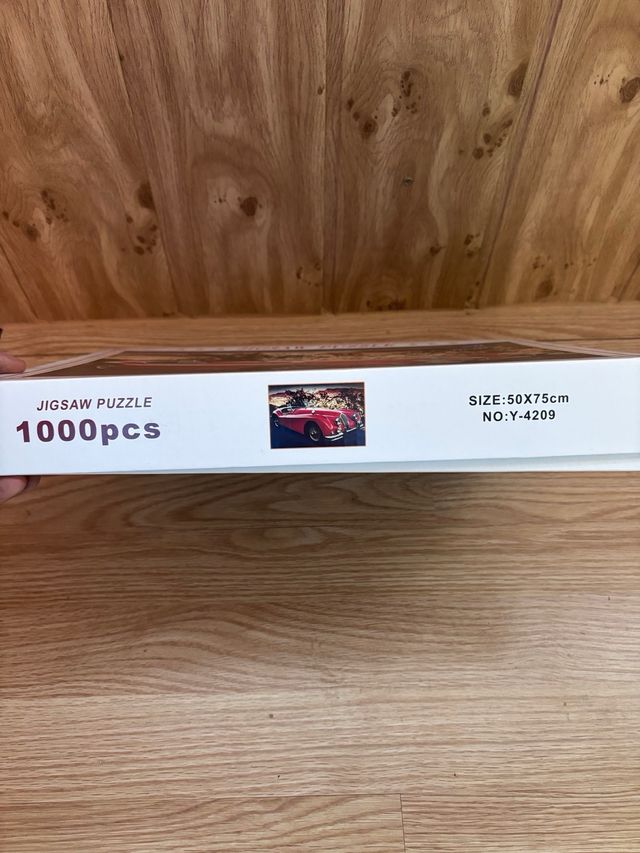 JIGSAW PUZZLE
1000pcs
SIZE:50X75cm
NO:Y-4209